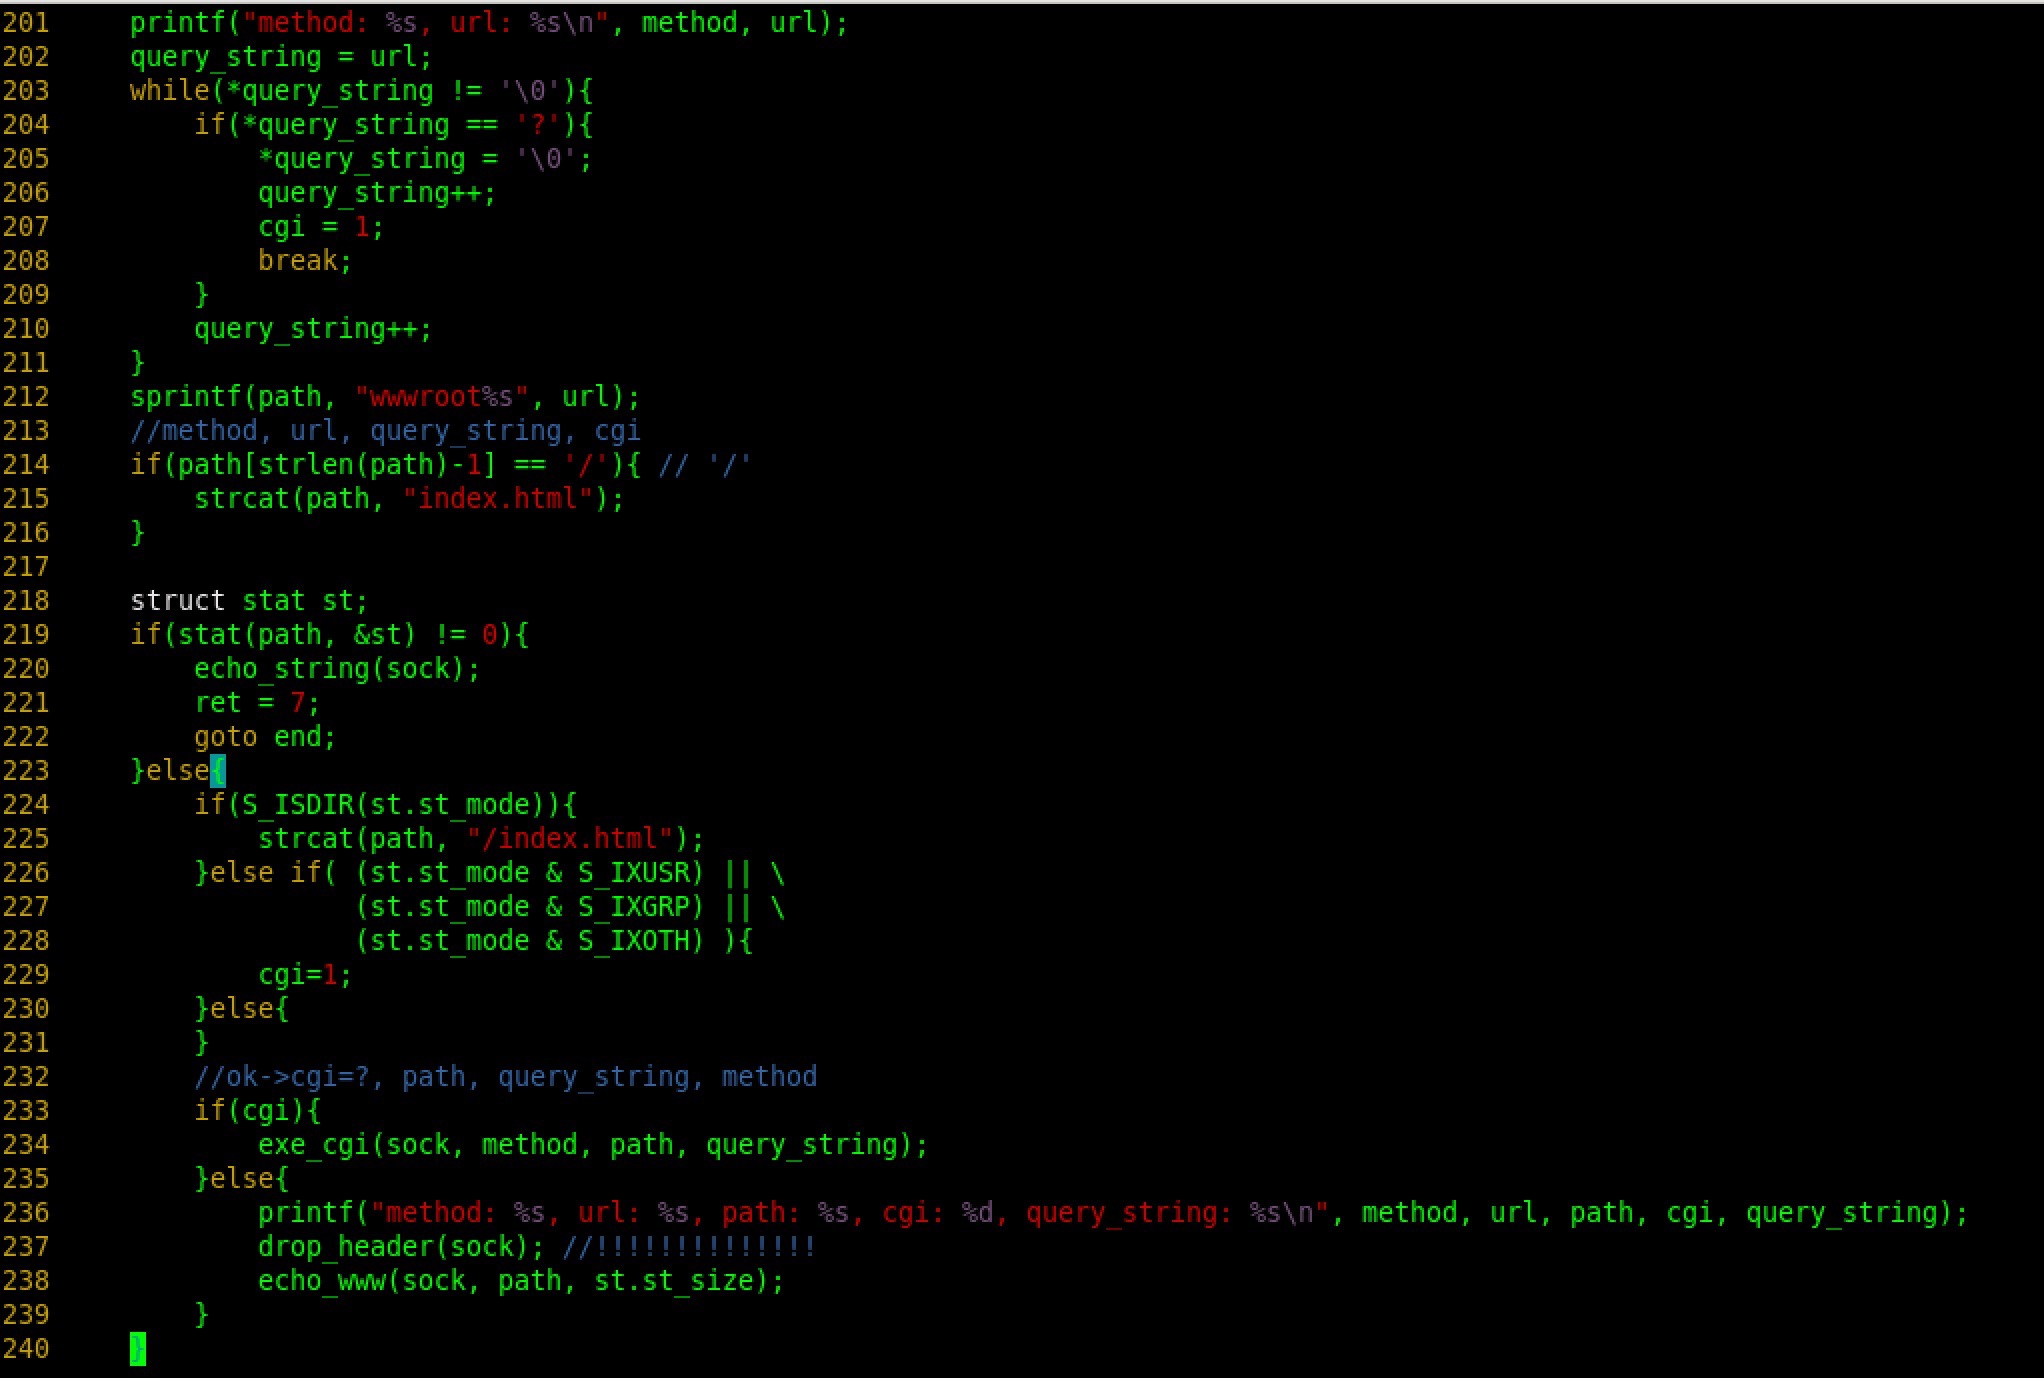 201     printf("method: %s, url: %s\n", method, url);
202     query_string = url;
203     while(*query_string != '\0'){
204         if(*query_string == '?'){
205             *query_string = '\0';
206             query_string++;
207             cgi = 1;
208             break;
209         }
210         query_string++;
211     }
212     sprintf(path, "wwwroot%s", url);
213     //method, url, query_string, cgi
214     if(path[strlen(path)-1] == '/'){ // '/'
215         strcat(path, "index.html");
216     }
217
218     struct stat st;
219     if(stat(path, &st) != 0){
220         echo_string(sock);
221         ret = 7;
222         goto end;
223     }else{
224         if(S_ISDIR(st.st_mode)){
225             strcat(path, "/index.html");
226         }else if( (st.st_mode & S_IXUSR) || \
227                   (st.st_mode & S_IXGRP) || \
228                   (st.st_mode & S_IXOTH) ){
229             cgi=1;
230         }else{
231         }
232         //ok->cgi=?, path, query_string, method
233         if(cgi){
234             exe_cgi(sock, method, path, query_string);
235         }else{
236             printf("method: %s, url: %s, path: %s, cgi: %d, query_string: %s\n", method, url, path, cgi, query_string);
237             drop_header(sock); //!!!!!!!!!!!!!!
238             echo_www(sock, path, st.st_size);
239         }
240     }